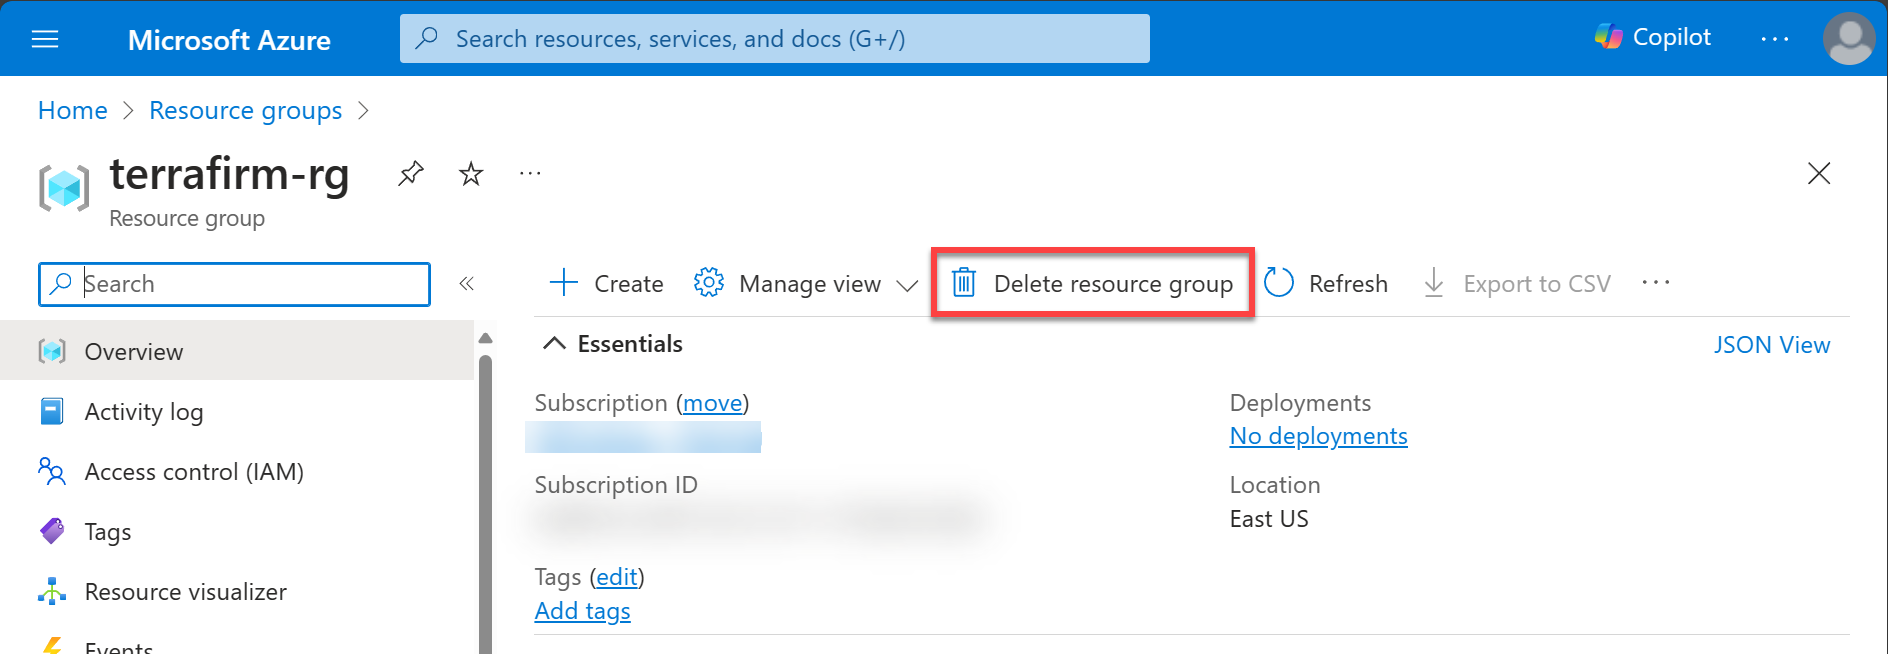 Microsoft Azure
Search resources, services, and docs (G+/)
Copilot
Home > Resource groups >
terrafirm-rg
Resource group
Search
Create
Manage view
Delete resource group
Refresh
Export to CSV
Overview
Activity log
Access control (IAM)
Tags
Resource visualizer
Events
Essentials
JSON View
Subscription (move)
Deployments
No deployments
Subscription ID
Location
East US
Tags (edit)
Add tags